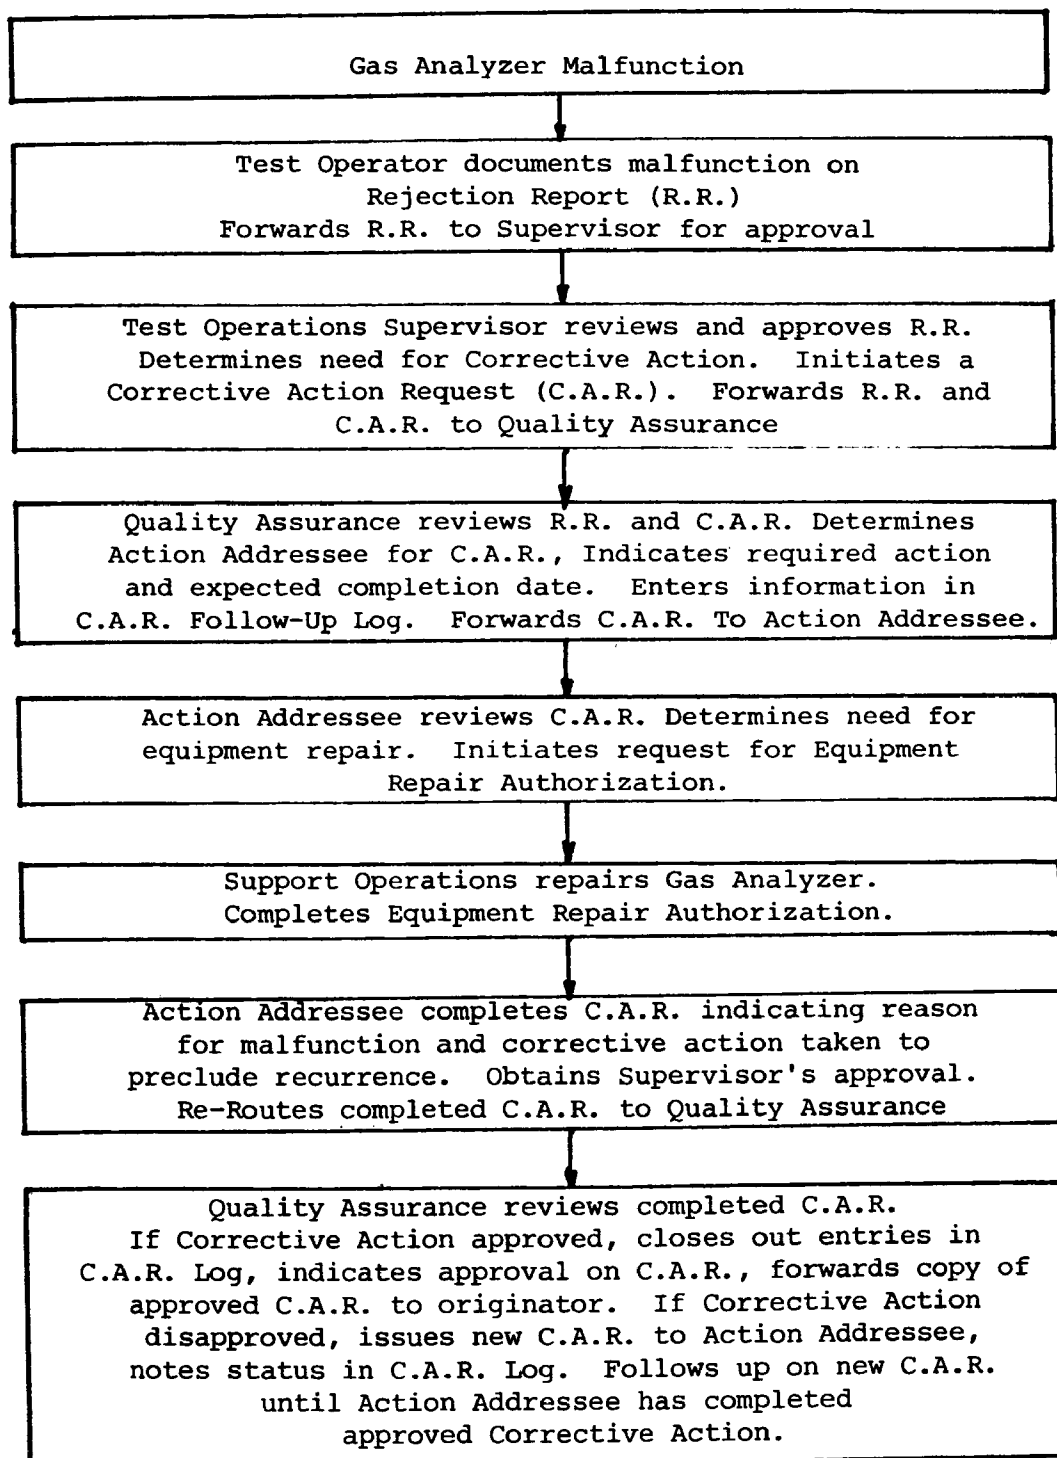 Gas Analyzer Malfunction
Test Operator documents malfunction on
Rejection Report (R.R.)
Forwards R.R. to Supervisor for approval
Test Operations Supervisor reviews and approves R.R.
Determines need for Corrective Action.  Initiates a
Corrective Action Request (C.A.R.).  Forwards R.R. and
C.A.R. to Quality Assurance
Quality Assurance reviews R.R. and C.A.R. Determines
Action Addressee for C.A.R., Indicates required action
and expected completion date.  Enters information in
C.A.R. Follow-Up Log.  Forwards C.A.R. To Action Addressee.
Action Addressee reviews C.A.R. Determines need for
equipment repair.  Initiates request for Equipment
Repair Authorization.
Support Operations repairs Gas Analyzer.
Completes Equipment Repair Authorization.
Action Addressee completes C.A.R. indicating reason
for malfunction and corrective action taken to
preclude recurrence.  Obtains Supervisor's approval.
Re-Routes completed C.A.R. to Quality Assurance
Quality Assurance reviews completed C.A.R.
If Corrective Action approved, closes out entries in
C.A.R. Log, indicates approval on C.A.R., forwards copy of
approved C.A.R. to originator.  If Corrective Action
disapproved, issues new C.A.R. to Action Addressee,
notes status in C.A.R. Log.  Follows up on new C.A.R.
until Action Addressee has completed
approved Corrective Action.